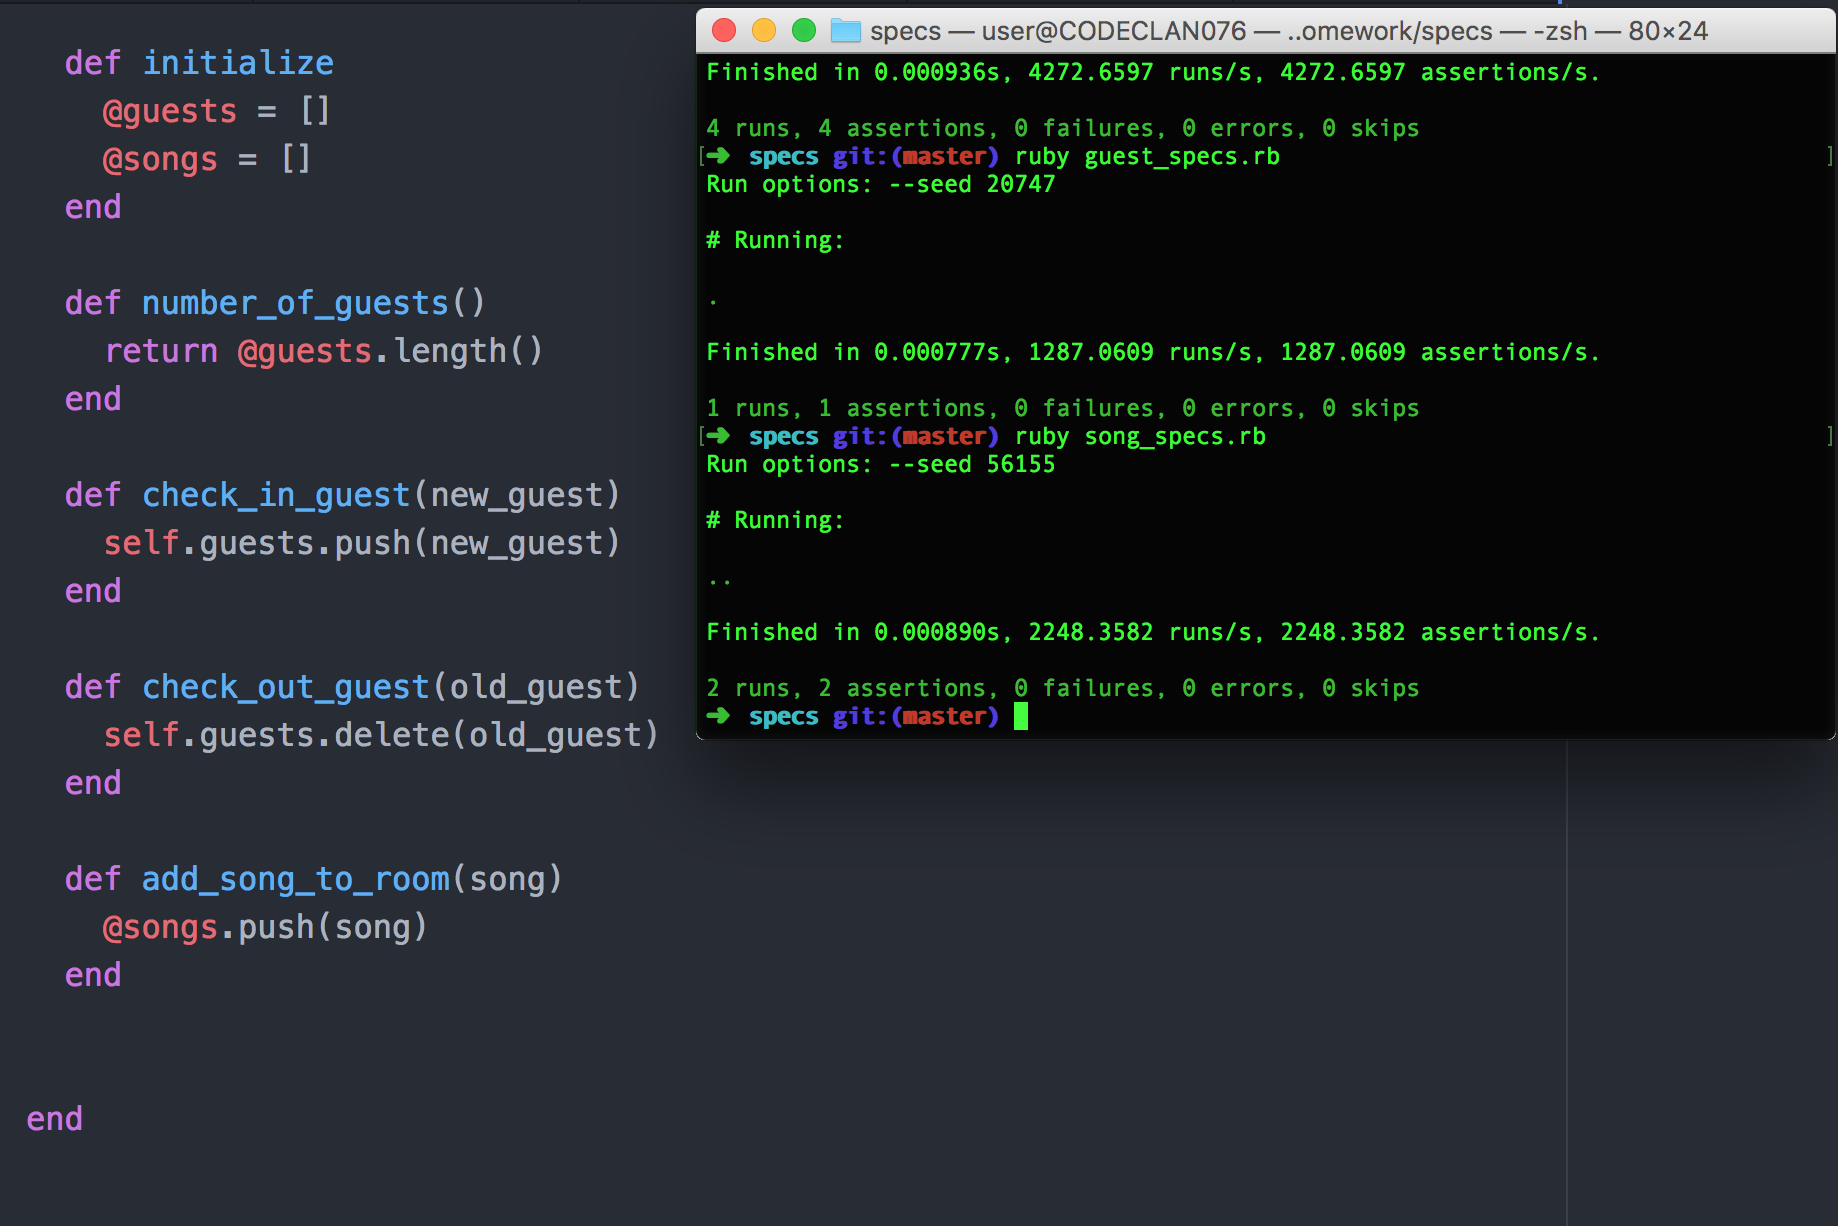 def initialize
@guests = []
@songs = []
end
def number_of_guests()
return @guests.length()
end
def check_in_guest(new_guest)
self.guests.push(new_guest)
end
def check_out_guest(old_guest)
self.guests.delete(old_guest)
end
def add_song_to_room(song)
@songs.push(song)
end
end
specs — user@CODECLAN076 — ..omework/specs — -zsh — 80×24
Finished in 0.000936s, 4272.6597 runs/s, 4272.6597 assertions/s.
4 runs, 4 assertions, 0 failures, 0 errors, 0 skips
[➜ specs git:(master) ruby guest_specs.rb ]
Run options: --seed 20747
# Running:
.
Finished in 0.000777s, 1287.0609 runs/s, 1287.0609 assertions/s.
1 runs, 1 assertions, 0 failures, 0 errors, 0 skips
[➜ specs git:(master) ruby song_specs.rb ]
Run options: --seed 56155
# Running:
..
Finished in 0.000890s, 2248.3582 runs/s, 2248.3582 assertions/s.
2 runs, 2 assertions, 0 failures, 0 errors, 0 skips
➜ specs git:(master)